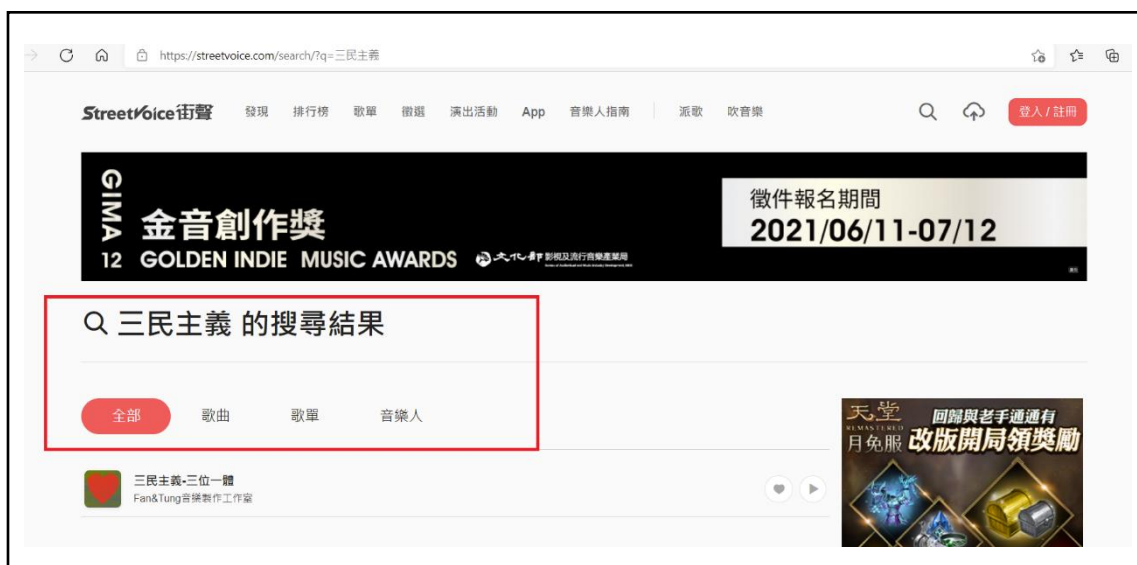 https://streetvoice.com/search/?q=三民主義
StreetVoice街聲 發現 排行榜 歌單 徵選 演出活動 App 音樂人指南 派歌 吹音樂 登入 / 註冊
GIMA 12
金音創作獎
GOLDEN INDIE MUSIC AWARDS
文化部 影視及流行音樂產業局
徵件報名期間
2021/06/11-07/12
三民主義 的搜尋結果
全部 歌曲 歌單 音樂人
三民主義-三位一體
Fan&Tung音樂製作工作室
天堂
REMASTERED
月免服
回歸與老手通通有
改版開局領獎勵